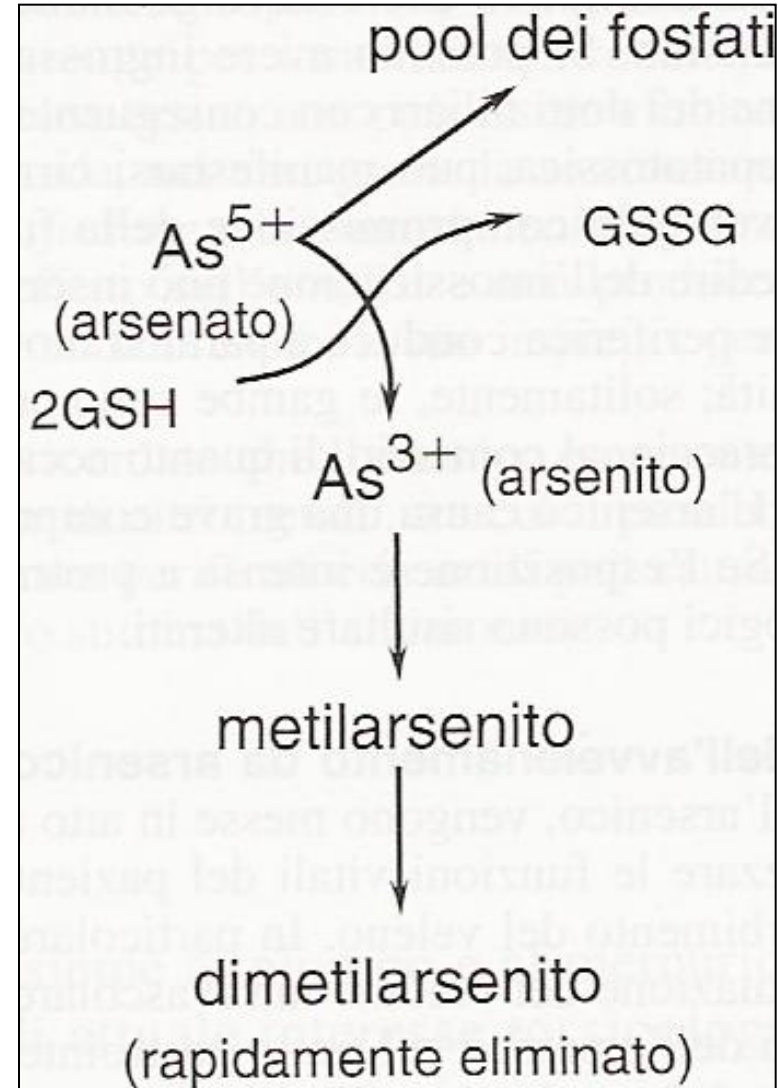 pool dei fosfati
As5+
GSSG
(arsenato)
2GSH
As3+ (arsenito)
metilarsenito
dimetilarsenito
(rapidamente eliminato)